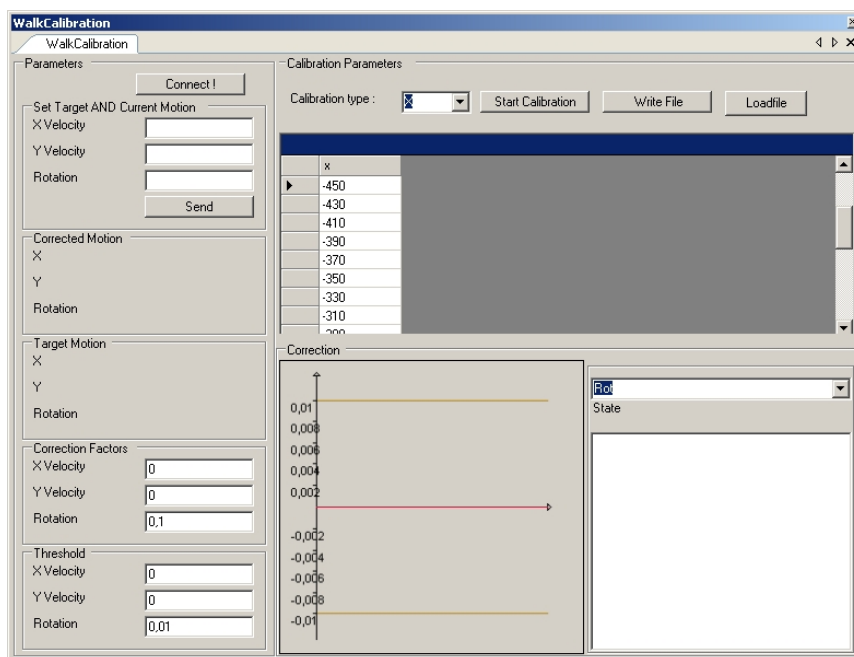 WalkCalibration
WalkCalibration
Parameters
Connect !
Set Target AND Current Motion
X Velocity
Y Velocity
Rotation
Send
Corrected Motion
X
Y
Rotation
Target Motion
X
Y
Rotation
Correction Factors
X Velocity 0
Y Velocity 0
Rotation 0,1
Threshold
X Velocity 0
Y Velocity 0
Rotation 0,01
Calibration Parameters
Calibration type : X Start Calibration Write File Loadfile
x
-450
-430
-410
-390
-370
-350
-330
-310
Correction
0,01
0,008
0,006
0,004
0,002
-0,002
-0,004
-0,006
-0,008
-0,01
Rot
State